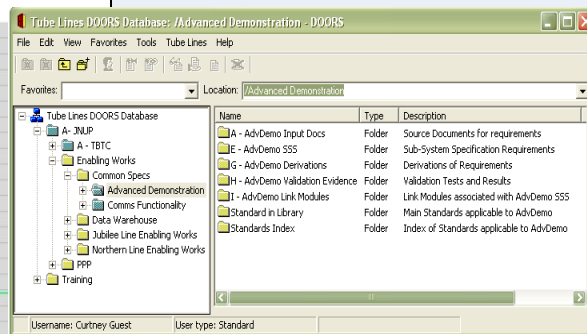 Tube Lines DOORS Database: /Advanced Demonstration - DOORS
File Edit View Favorites Tools Tube Lines Help
Favorites: Location: /Advanced Demonstration
Tube Lines DOORS Database
A- JNUP
A - TBTC
Enabling Works
Common Specs
Advanced Demonstration
Comms Functionality
Data Warehouse
Jubilee Line Enabling Works
Northern Line Enabling Works
PPP
Training
Name Type Description
A - AdvDemo Input Docs Folder Source Documents for requirements
E - AdvDemo SSS Folder Sub-System Specification Requirements
G - AdvDemo Derivations Folder Derivations of Requirements
H - AdvDemo Validation Evidence Folder Validation Tests and Results
I - AdvDemo Link Modules Folder Link Modules associated with AdvDemo SSS
Standard in Library Folder Main Standards applicable to AdvDemo
Standards Index Folder Index of Standards applicable to AdvDemo
Username: Curtney Guest User type: Standard